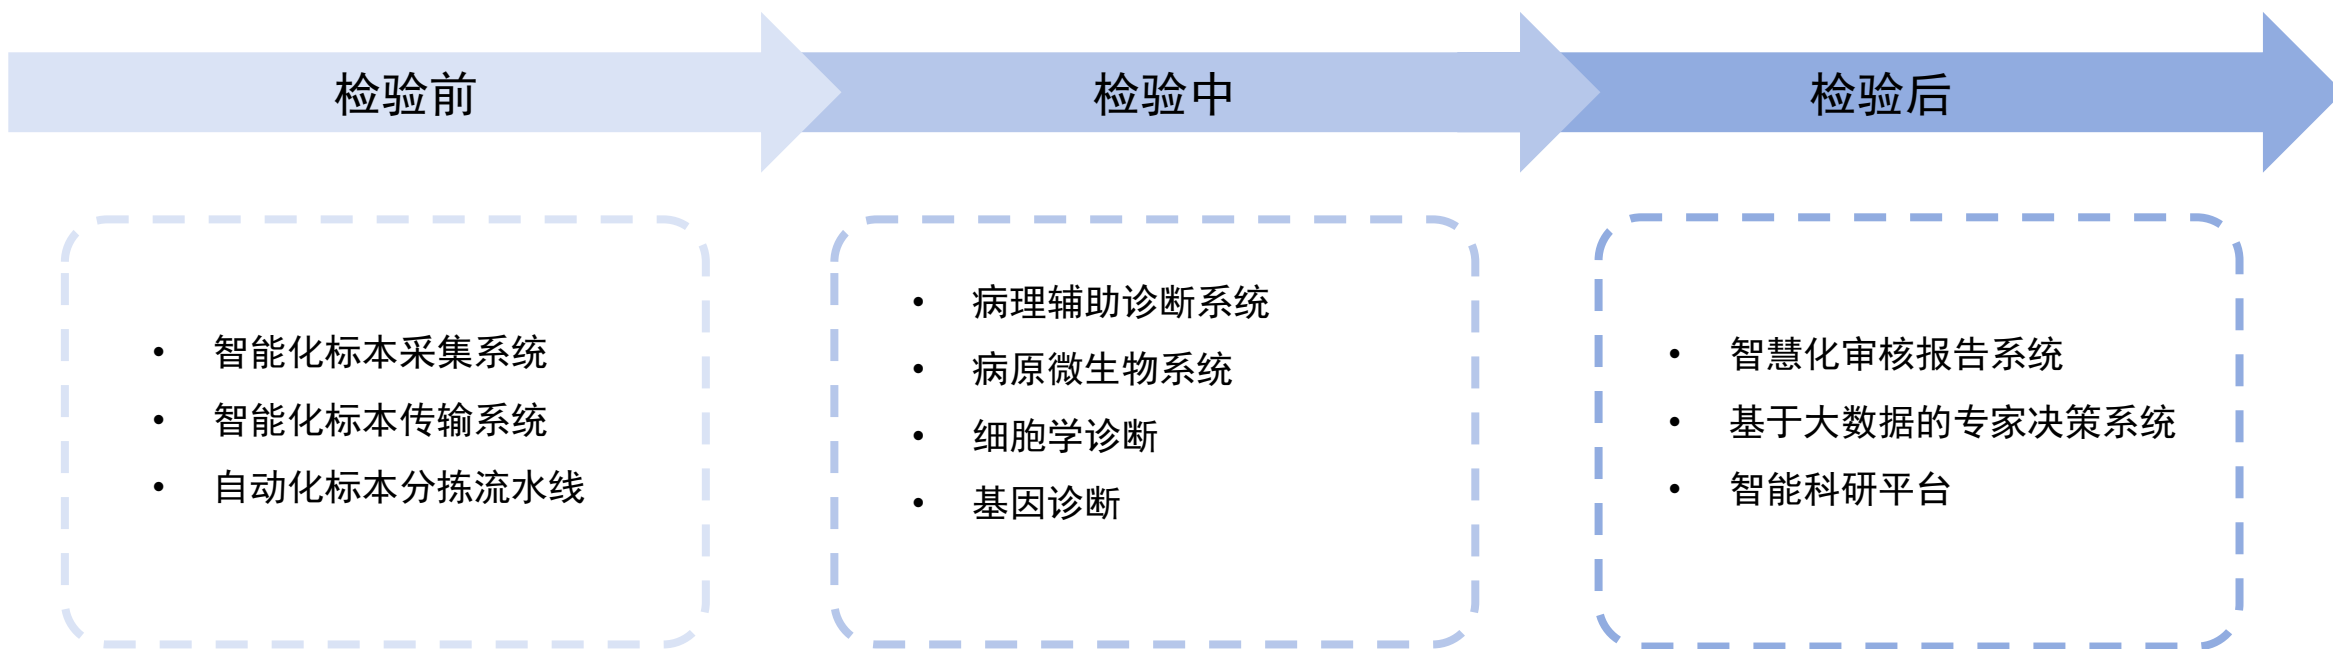 检验前
检验中
检验后
• 智能化标本采集系统
• 智能化标本传输系统
• 自动化标本分拣流水线
• 病理辅助诊断系统
• 病原微生物系统
• 细胞学诊断
• 基因诊断
• 智慧化审核报告系统
• 基于大数据的专家决策系统
• 智能科研平台